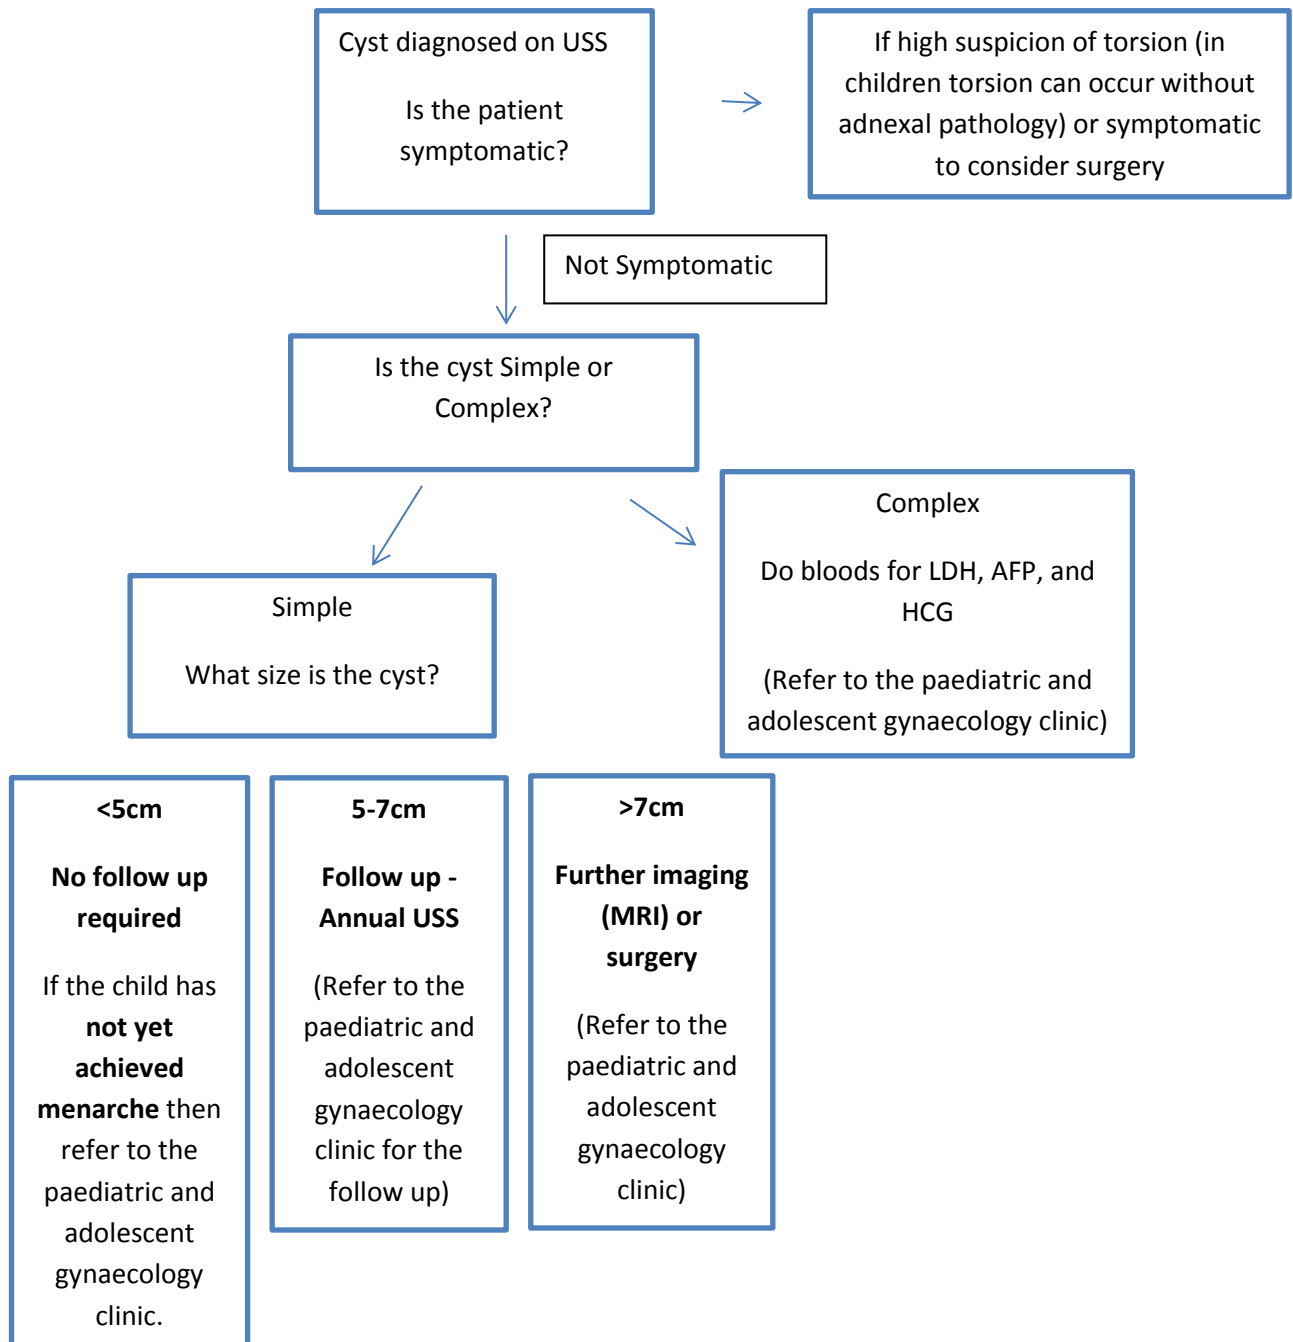 Cyst diagnosed on USS
Is the patient
symptomatic?
If high suspicion of torsion (in
children torsion can occur without
adnexal pathology) or symptomatic
to consider surgery
Not Symptomatic
Is the cyst Simple or
Complex?
Simple
What size is the cyst?
Complex
Do bloods for LDH, AFP, and
HCG
(Refer to the paediatric and
adolescent gynaecology clinic)
<5cm
No follow up
required
If the child has
not yet
achieved
menarche then
refer to the
paediatric and
adolescent
gynaecology
clinic.
5-7cm
Follow up -
Annual USS
(Refer to the
paediatric and
adolescent
gynaecology
clinic for the
follow up)
>7cm
Further imaging
(MRI) or
surgery
(Refer to the
paediatric and
adolescent
gynaecology
clinic)